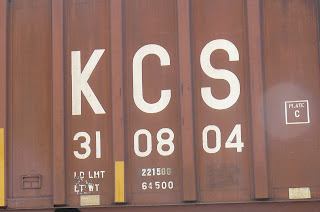 KCS
31 08 04
LD LMT 221500
LT WT 64500
PLATE
C